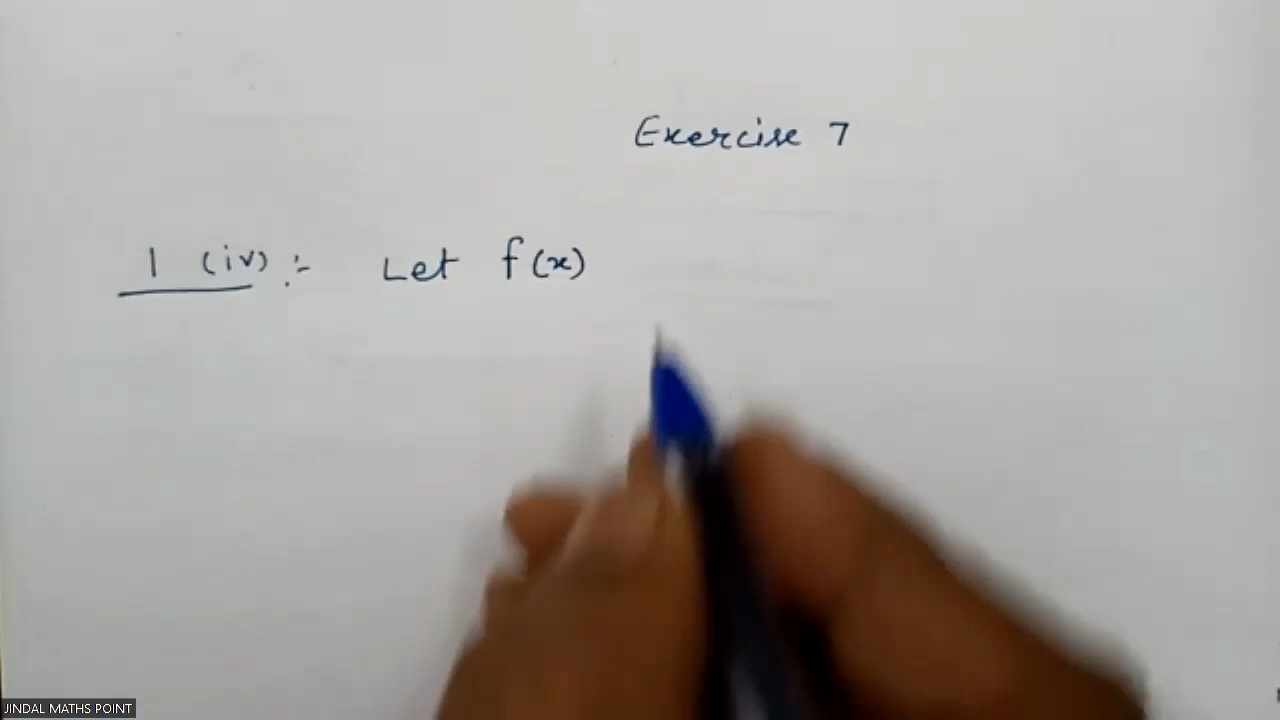 Exercise 7
1 (iv) :- Let f(x)
JINDAL MATHS POINT